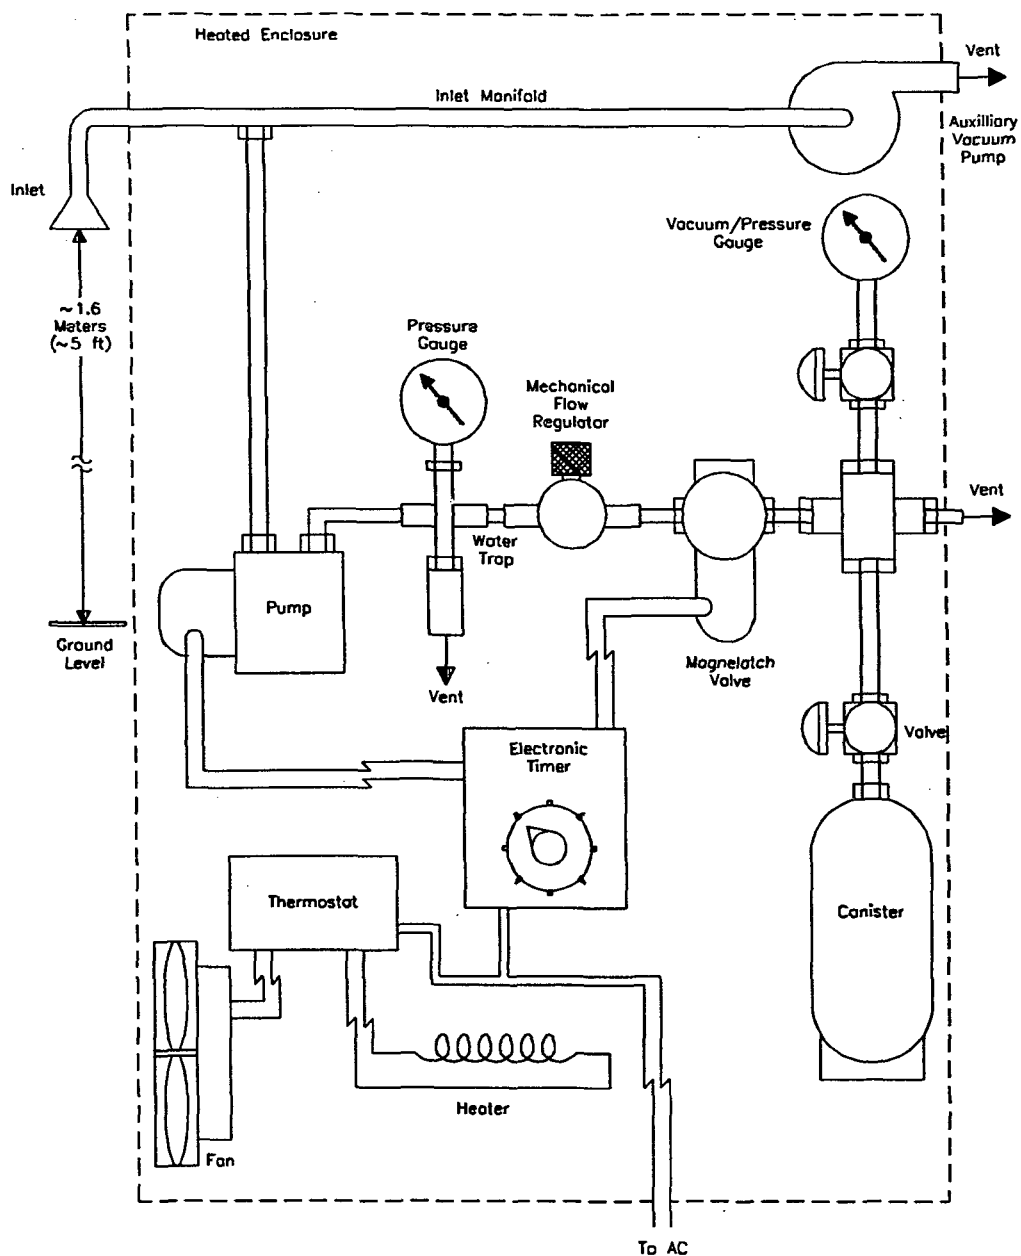 Heated Enclosure
Vent
Inlet Manifold
Auxilliary
Vacuum
Pump
Inlet
Vacuum/Pressure
Gauge
~1.6
Meters
(~5 ft)
Pressure
Gauge
Mechanical
Flow
Regulator
Vent
Water
Trap
Pump
Ground
Level
Magnelatch
Valve
Vent
Valve
Electronic
Timer
Thermostat
Canister
Heater
Fan
To AC